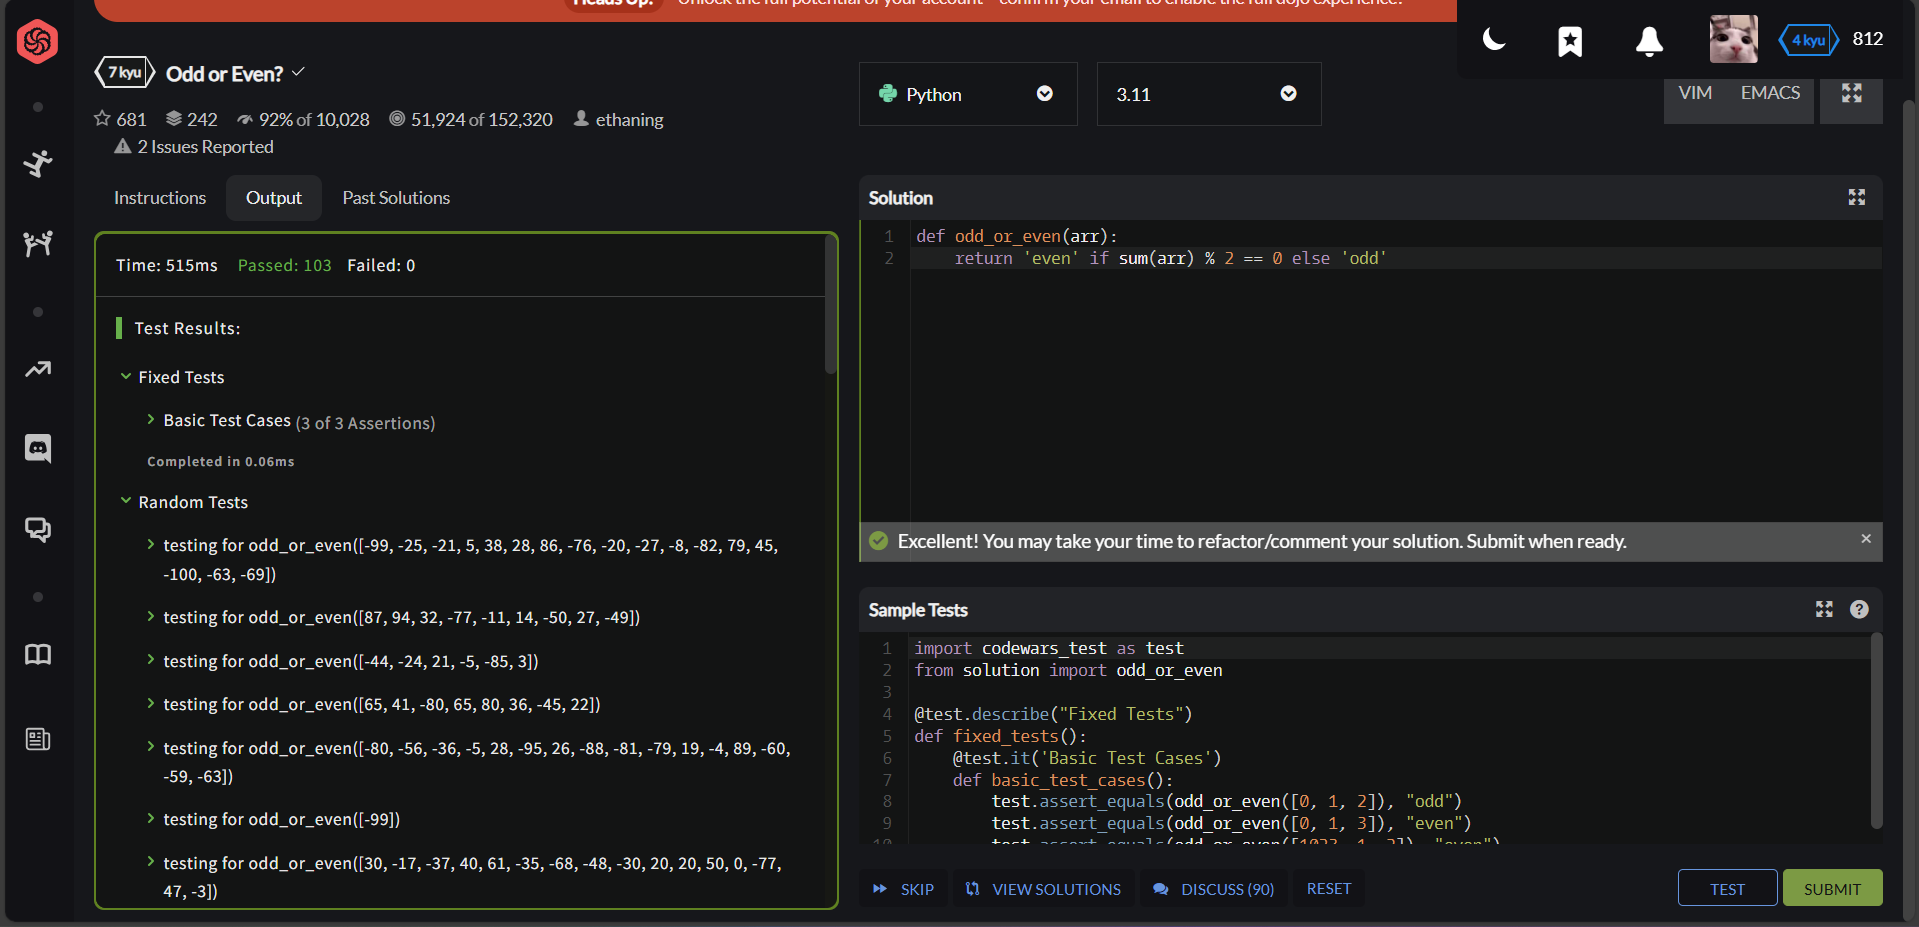 Heads Up! Unlock the full potential of your account - confirm your email to enable the full dojo experience!
4 kyu 812
7 kyu Odd or Even?
681 242 92% of 10,028 51,924 of 152,320 ethaning
2 Issues Reported
Python 3.11 VIM EMACS
Instructions Output Past Solutions
Time: 515ms Passed: 103 Failed: 0
Test Results:
Fixed Tests
Basic Test Cases (3 of 3 Assertions)
Completed in 0.06ms
Random Tests
testing for odd_or_even([-99, -25, -21, 5, 38, 28, 86, -76, -20, -27, -8, -82, 79, 45,
-100, -63, -69])
testing for odd_or_even([87, 94, 32, -77, -11, 14, -50, 27, -49])
testing for odd_or_even([-44, -24, 21, -5, -85, 3])
testing for odd_or_even([65, 41, -80, 65, 80, 36, -45, 22])
testing for odd_or_even([-80, -56, -36, -5, 28, -95, 26, -88, -81, -79, 19, -4, 89, -60,
-59, -63])
testing for odd_or_even([-99])
testing for odd_or_even([30, -17, -37, 40, 61, -35, -68, -48, -30, 20, 20, 50, 0, -77,
47, -3])
Solution
1 def odd_or_even(arr):
2     return 'even' if sum(arr) % 2 == 0 else 'odd'
Excellent! You may take your time to refactor/comment your solution. Submit when ready.
Sample Tests
1 import codewars_test as test
2 from solution import odd_or_even
3
4 @test.describe("Fixed Tests")
5 def fixed_tests():
6     @test.it('Basic Test Cases')
7     def basic_test_cases():
8         test.assert_equals(odd_or_even([0, 1, 2]), "odd")
9         test.assert_equals(odd_or_even([0, 1, 3]), "even")
10         test.assert_equals(odd_or_even([1023, 1, 2]), "even")
SKIP VIEW SOLUTIONS DISCUSS (90) RESET TEST SUBMIT